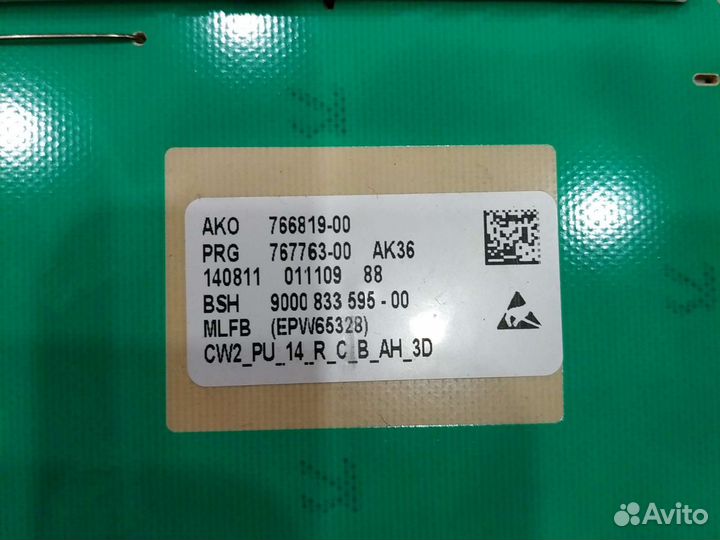 AKO 766819-00
PRG 767763-00 AK36
140811 011109 88
BSH 9000 833 595 - 00
MLFB (EPW65328)
CW2_PU_14_R_C_B_AH_3D
Avito